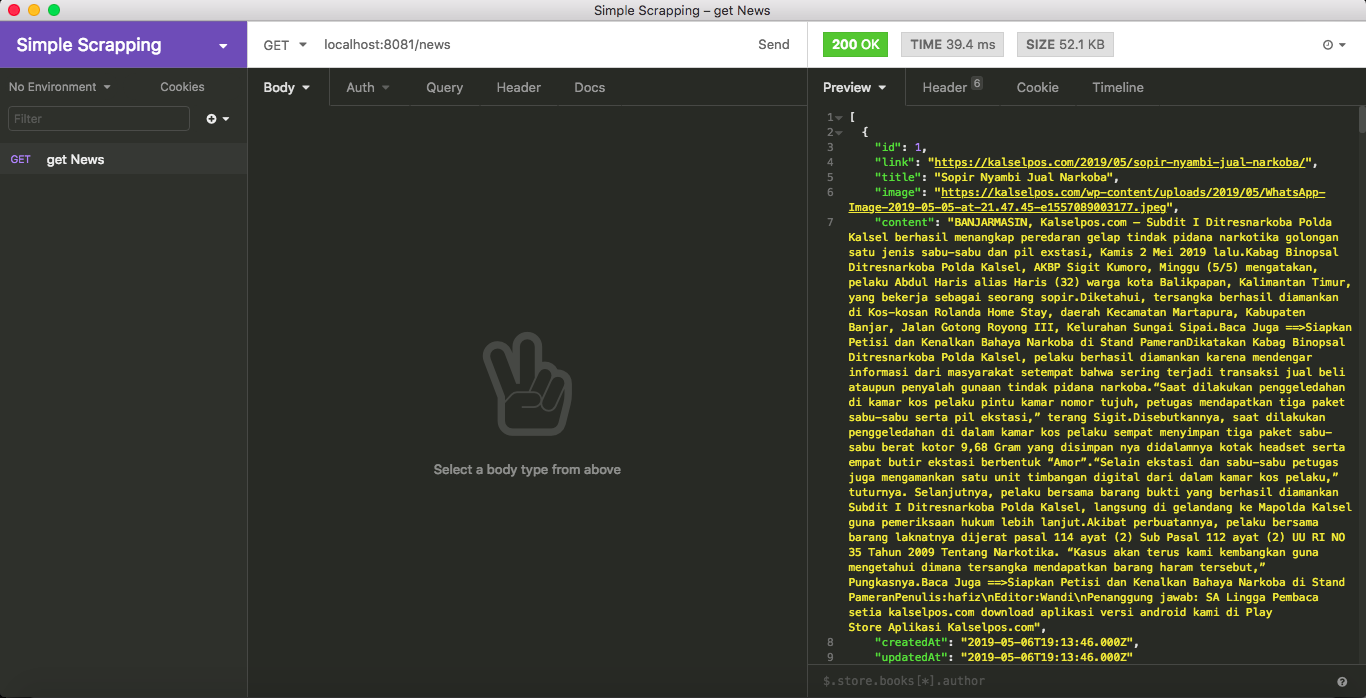 Simple Scrapping – get News
Simple Scrapping
GET localhost:8081/news Send
200 OK TIME 39.4 ms SIZE 52.1 KB
No Environment Cookies
Body Auth Query Header Docs
Preview Header 6 Cookie Timeline
Filter
GET get News
Select a body type from above
1 [
2 {
3 "id": 1,
4 "link": "https://kalselpos.com/2019/05/sopir-nyambi-jual-narkoba/",
5 "title": "Sopir Nyambi Jual Narkoba",
6 "image": "https://kalselpos.com/wp-content/uploads/2019/05/WhatsApp-
Image-2019-05-05-at-21.47.45-e1557089003177.jpeg",
7 "content": "BANJARMASIN, Kalselpos.com – Subdit I Ditresnarkoba Polda
Kalsel berhasil menangkap peredaran gelap tindak pidana narkotika golongan
satu jenis sabu-sabu dan pil exstasi, Kamis 2 Mei 2019 lalu.Kabag Binopsal
Ditresnarkoba Polda Kalsel, AKBP Sigit Kumoro, Minggu (5/5) mengatakan,
pelaku Abdul Haris alias Haris (32) warga kota Balikpapan, Kalimantan Timur,
yang bekerja sebagai seorang sopir.Diketahui, tersangka berhasil diamankan
di Kos-kosan Rolanda Home Stay, daerah Kecamatan Martapura, Kabupaten
Banjar, Jalan Gotong Royong III, Kelurahan Sungai Sipai.Baca Juga ==>Siapkan
Petisi dan Kenalkan Bahaya Narkoba di Stand PameranDikatakan Kabag Binopsal
Ditresnarkoba Polda Kalsel, pelaku berhasil diamankan karena mendengar
informasi dari masyarakat setempat bahwa sering terjadi transaksi jual beli
ataupun penyalah gunaan tindak pidana narkoba.“Saat dilakukan penggeledahan
di kamar kos pelaku pintu kamar nomor tujuh, petugas mendapatkan tiga paket
sabu-sabu serta pil ekstasi,” terang Sigit.Disebutkannya, saat dilakukan
penggeledahan di dalam kamar kos pelaku sempat menyimpan tiga paket sabu-
sabu berat kotor 9,68 Gram yang disimpan nya didalamnya kotak headset serta
empat butir ekstasi berbentuk “Amor”.“Selain ekstasi dan sabu-sabu petugas
juga mengamankan satu unit timbangan digital dari dalam kamar kos pelaku,”
tuturnya. Selanjutnya, pelaku bersama barang bukti yang berhasil diamankan
Subdit I Ditresnarkoba Polda Kalsel, langsung di gelandang ke Mapolda Kalsel
guna pemeriksaan hukum lebih lanjut.Akibat perbuatannya, pelaku bersama
barang laknatnya dijerat pasal 114 ayat (2) Sub Pasal 112 ayat (2) UU RI NO
35 Tahun 2009 Tentang Narkotika. “Kasus akan terus kami kembangkan guna
mengetahui dimana tersangka mendapatkan barang haram tersebut,”
Pungkasnya.Baca Juga ==>Siapkan Petisi dan Kenalkan Bahaya Narkoba di Stand
PameranPenulis:hafiz\nEditor:Wandi\nPenanggung jawab: SA Lingga Pembaca
setia kalselpos.com download aplikasi versi android kami di Play
Store Aplikasi Kalselpos.com",
8 "createdAt": "2019-05-06T19:13:46.000Z",
9 "updatedAt": "2019-05-06T19:13:46.000Z"
$.store.books[*].author